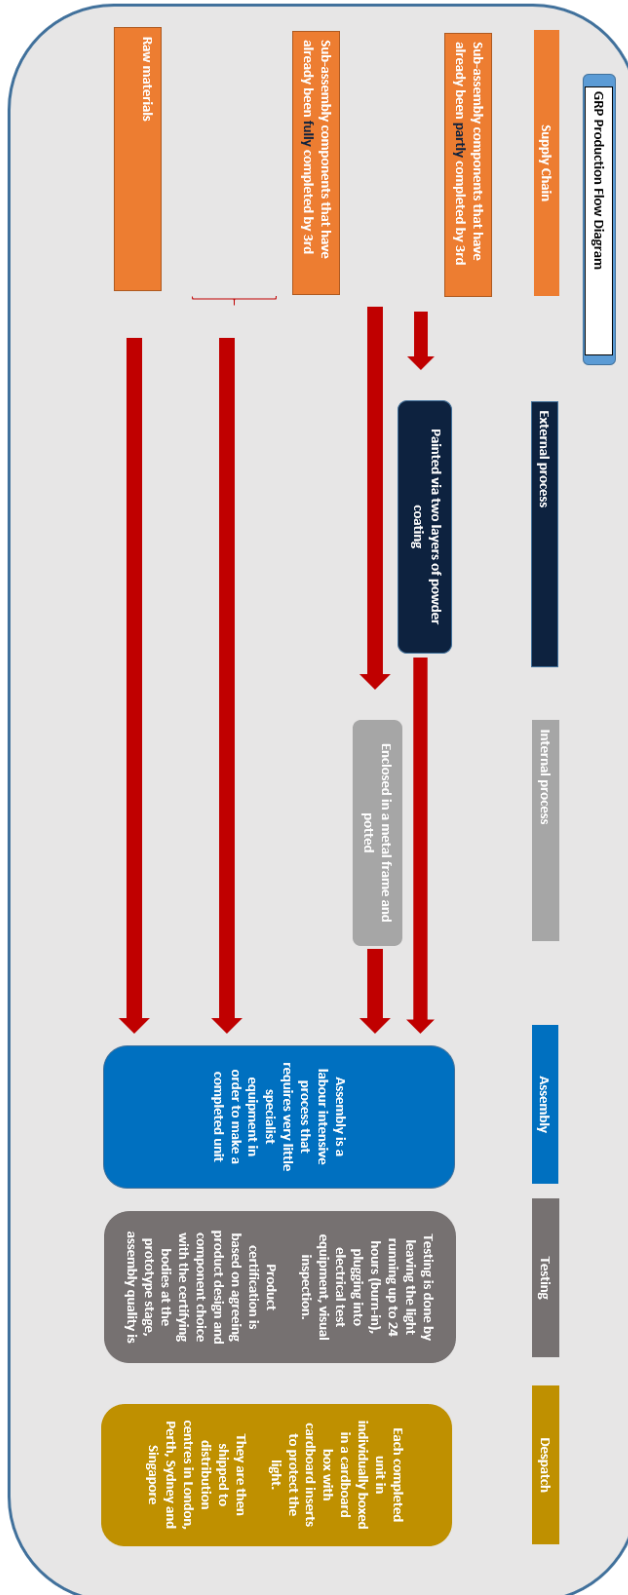 GRP Production Flow Diagram
Supply Chain
External process
Internal process
Assembly
Testing
Despatch
Sub-assembly components that have
already been partly completed by 3rd
Sub-assembly components that have
already been fully completed by 3rd
Raw materials
Painted via two layers of powder
coating
Enclosed in a metal frame and
potted
Assembly is a
labour intensive
process that
requires very little
specialist
equipment in
order to make a
completed unit
Testing is done by
leaving the light
running up to 24
hours (burn-in),
plugging into
electrical test
equipment, visual
inspection.
Product
certification is
based on agreeing
product design and
component choice
with the certifying
bodies at the
prototype stage,
assembly quality is
Each completed
unit in
individually boxed
in a cardboard
box with
cardboard inserts
to protect the
light.
They are then
shipped to
distribution
centres in London,
Perth, Sydney and
Singapore